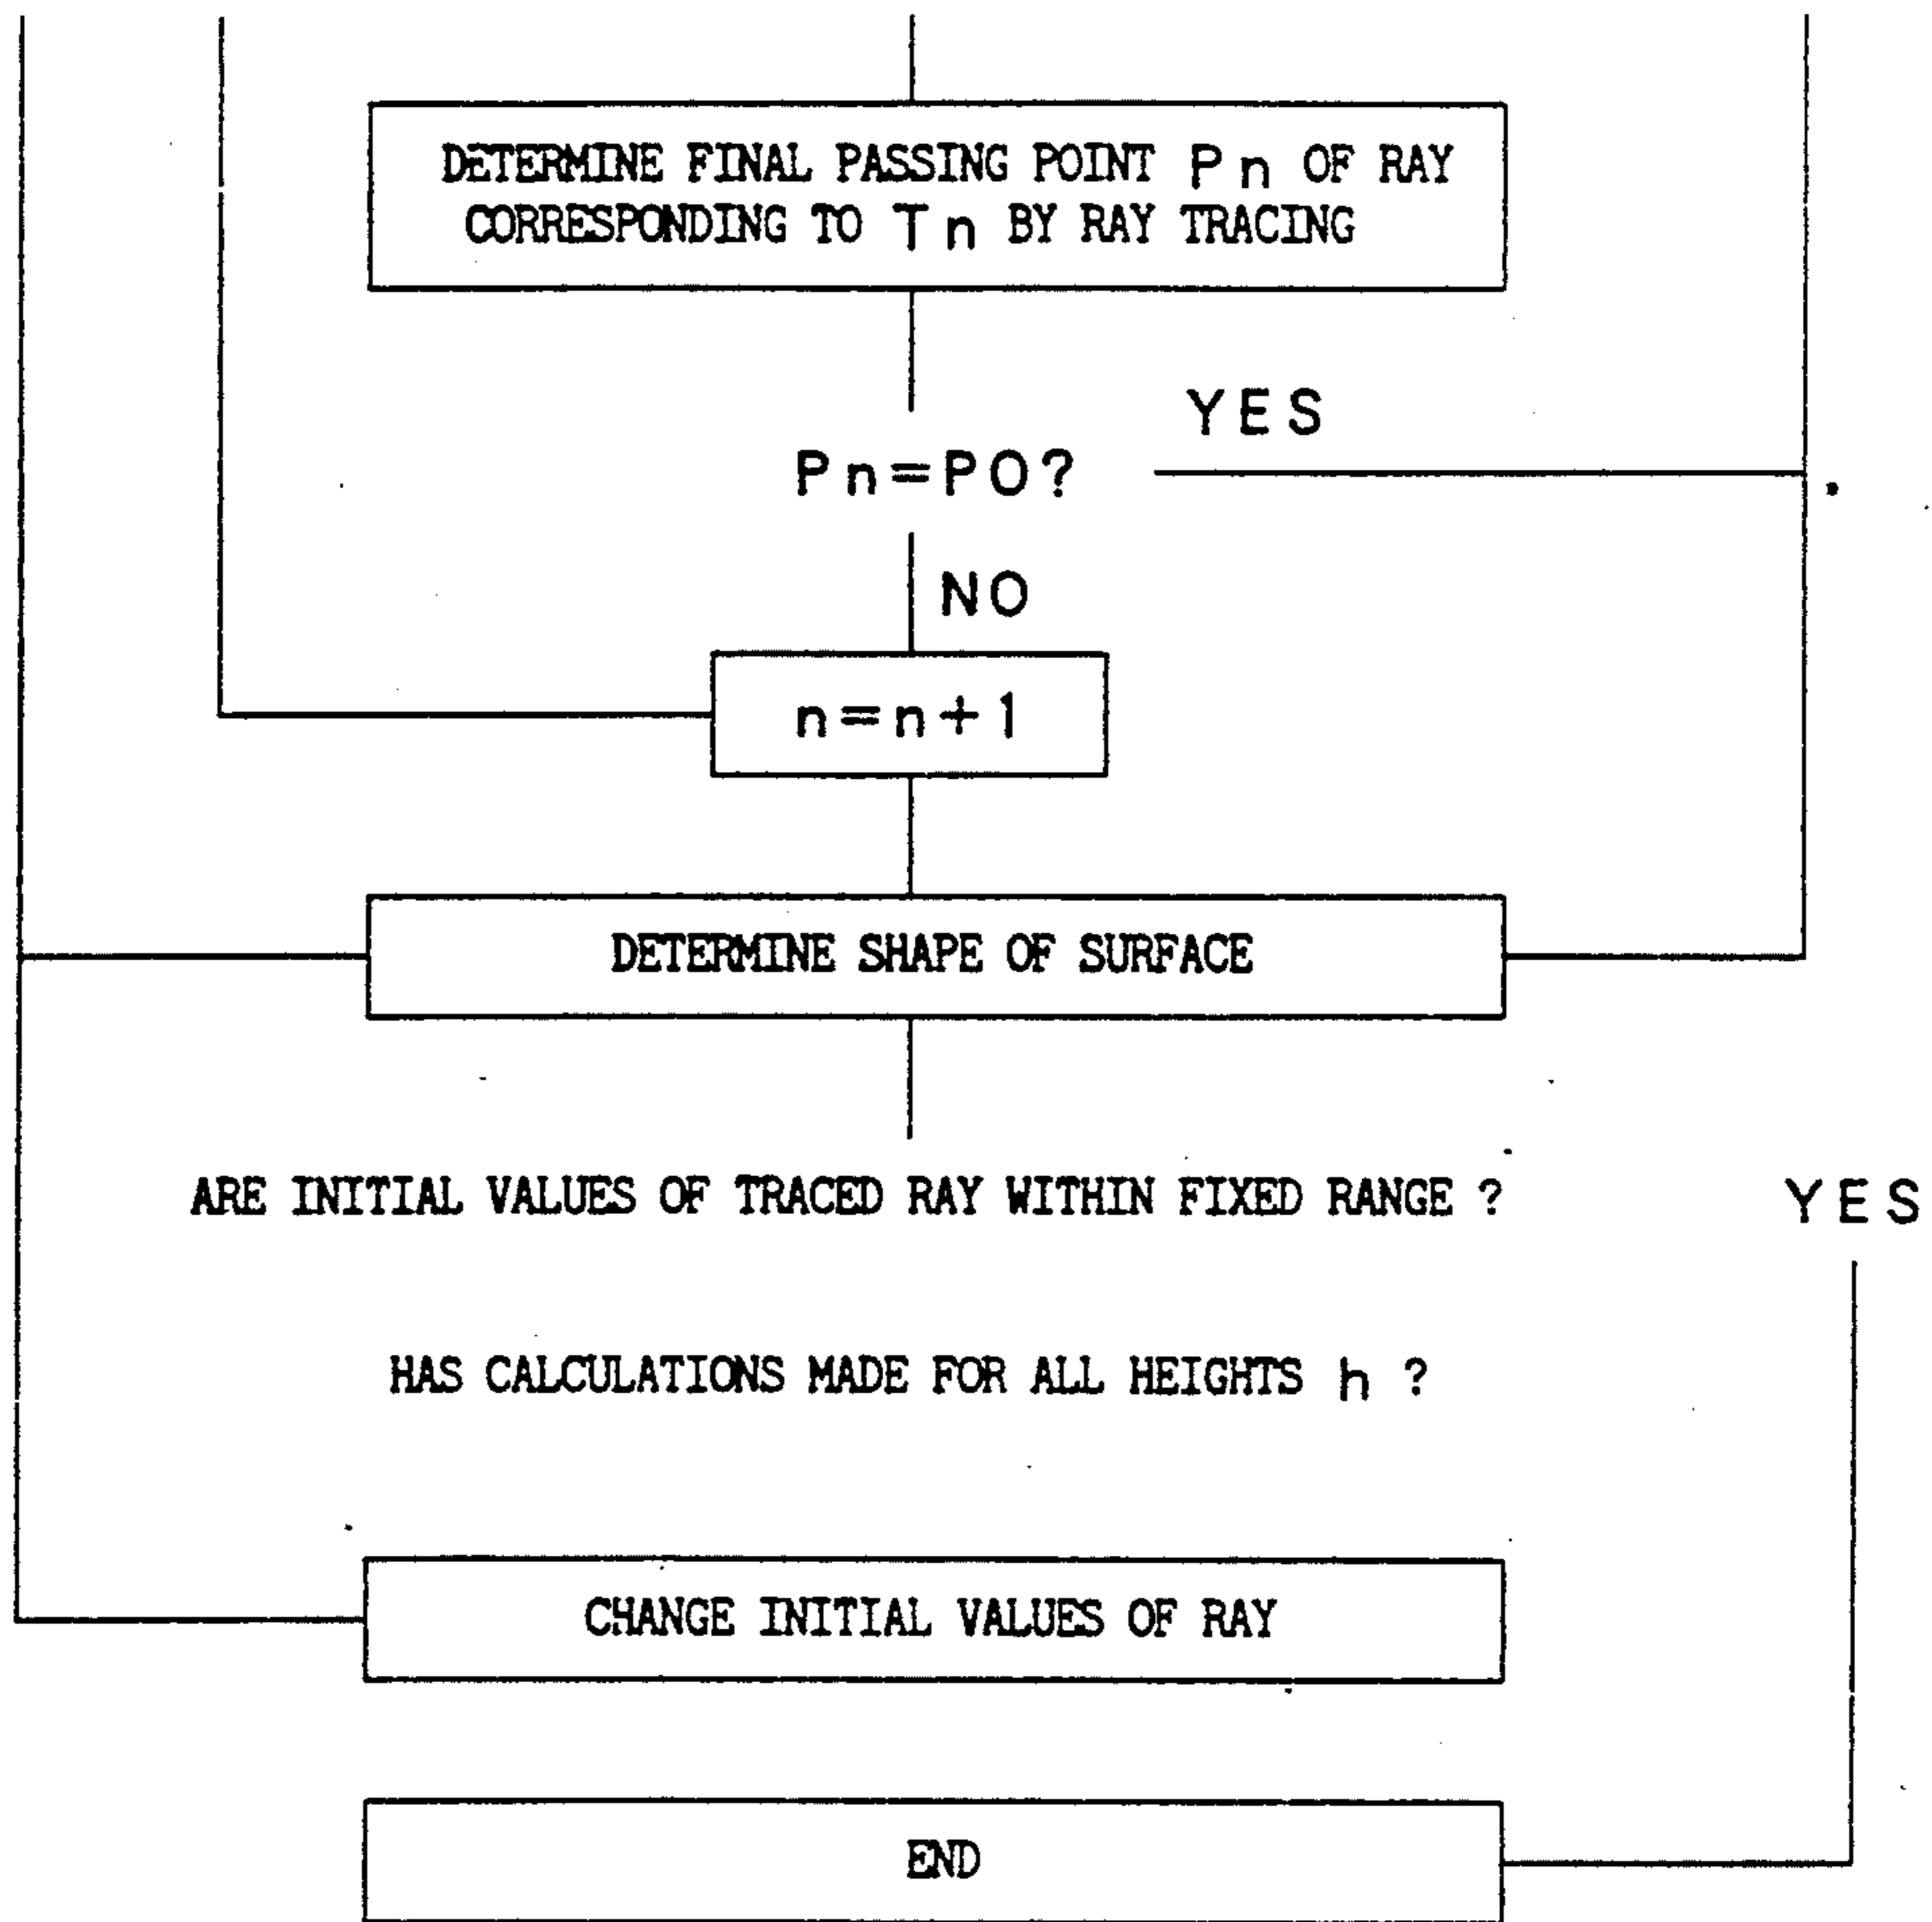 DETERMINE FINAL PASSING POINT Pn OF RAY
CORRESPONDING TO Tn BY RAY TRACING
YES
Pn=PO?
NO
n=n+1
DETERMINE SHAPE OF SURFACE
ARE INITIAL VALUES OF TRACED RAY WITHIN FIXED RANGE ?
YES
HAS CALCULATIONS MADE FOR ALL HEIGHTS h ?
CHANGE INITIAL VALUES OF RAY
END